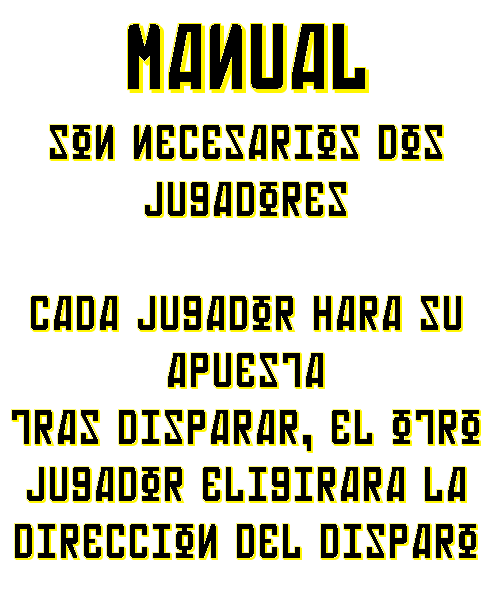 MANUAL
SON NECESARIOS DOS
JUGADORES
CADA JUGADOR HARA SU
APUESTA
TRAS DISPARAR, EL OTRO
JUGADOR ELIGIRARA LA
DIRECCION DEL DISPARO